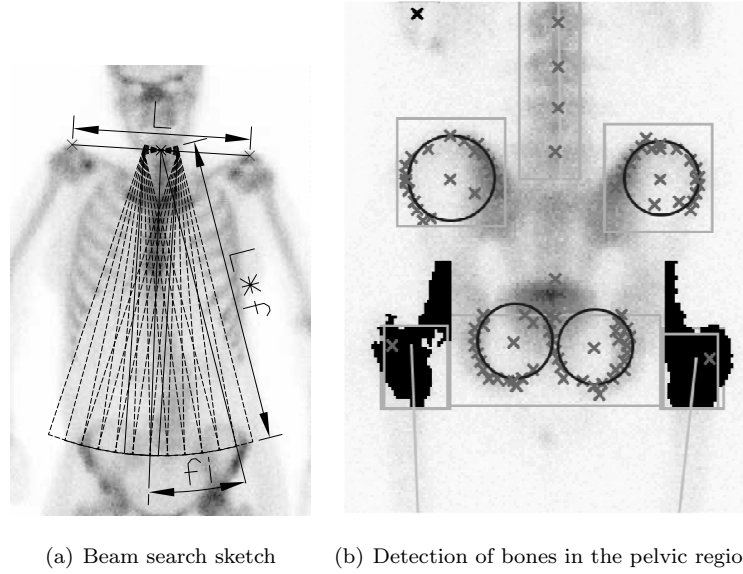 L
L*f
f
(a) Beam search sketch
(b) Detection of bones in the pelvic regio